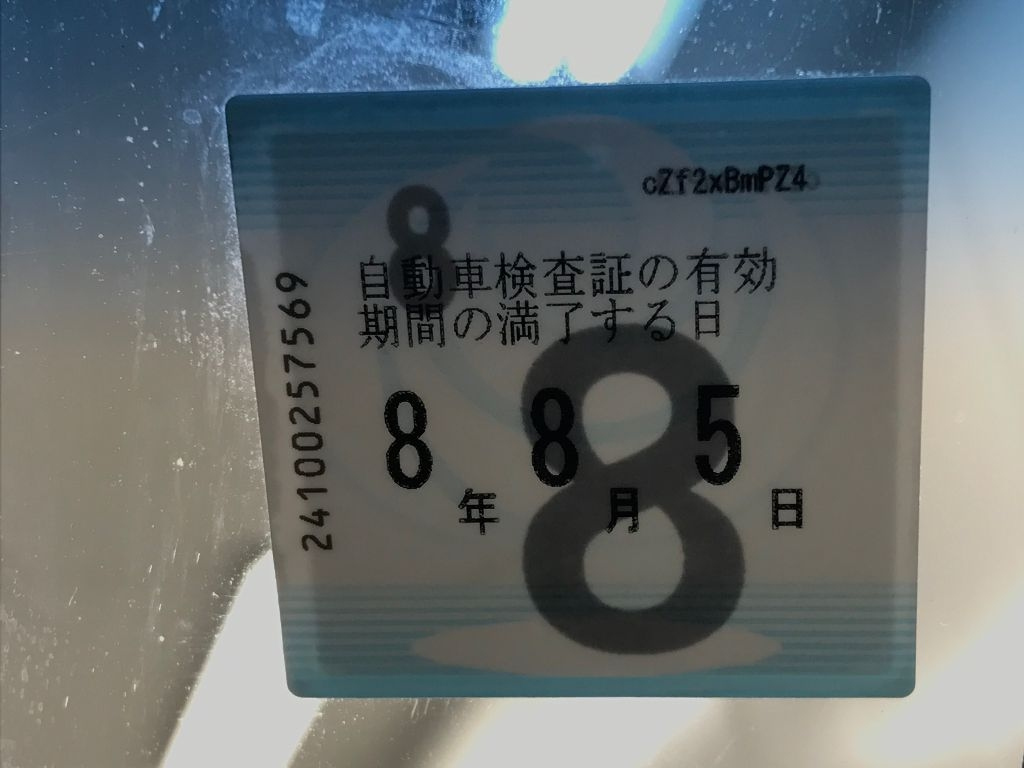 cZf2xBmPZ4
8
自動車検査証の有効
期間の満了する日
8年8月5日
8
2410025757569